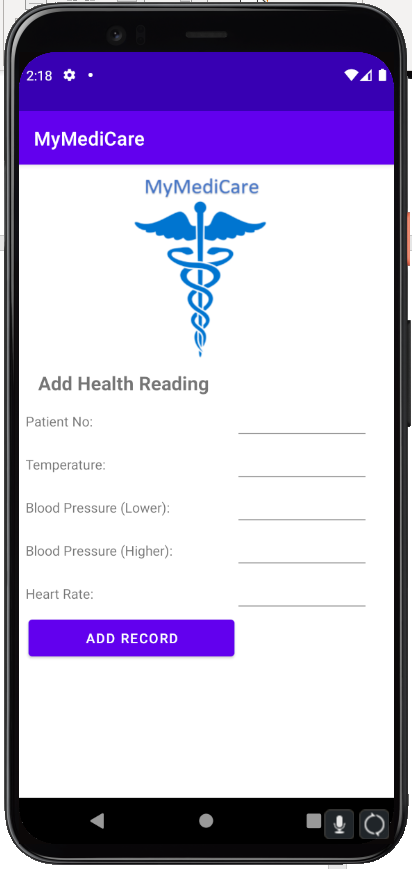 2:18
MyMediCare
MyMediCare
Add Health Reading
Patient No:
Temperature:
Blood Pressure (Lower):
Blood Pressure (Higher):
Heart Rate:
ADD RECORD